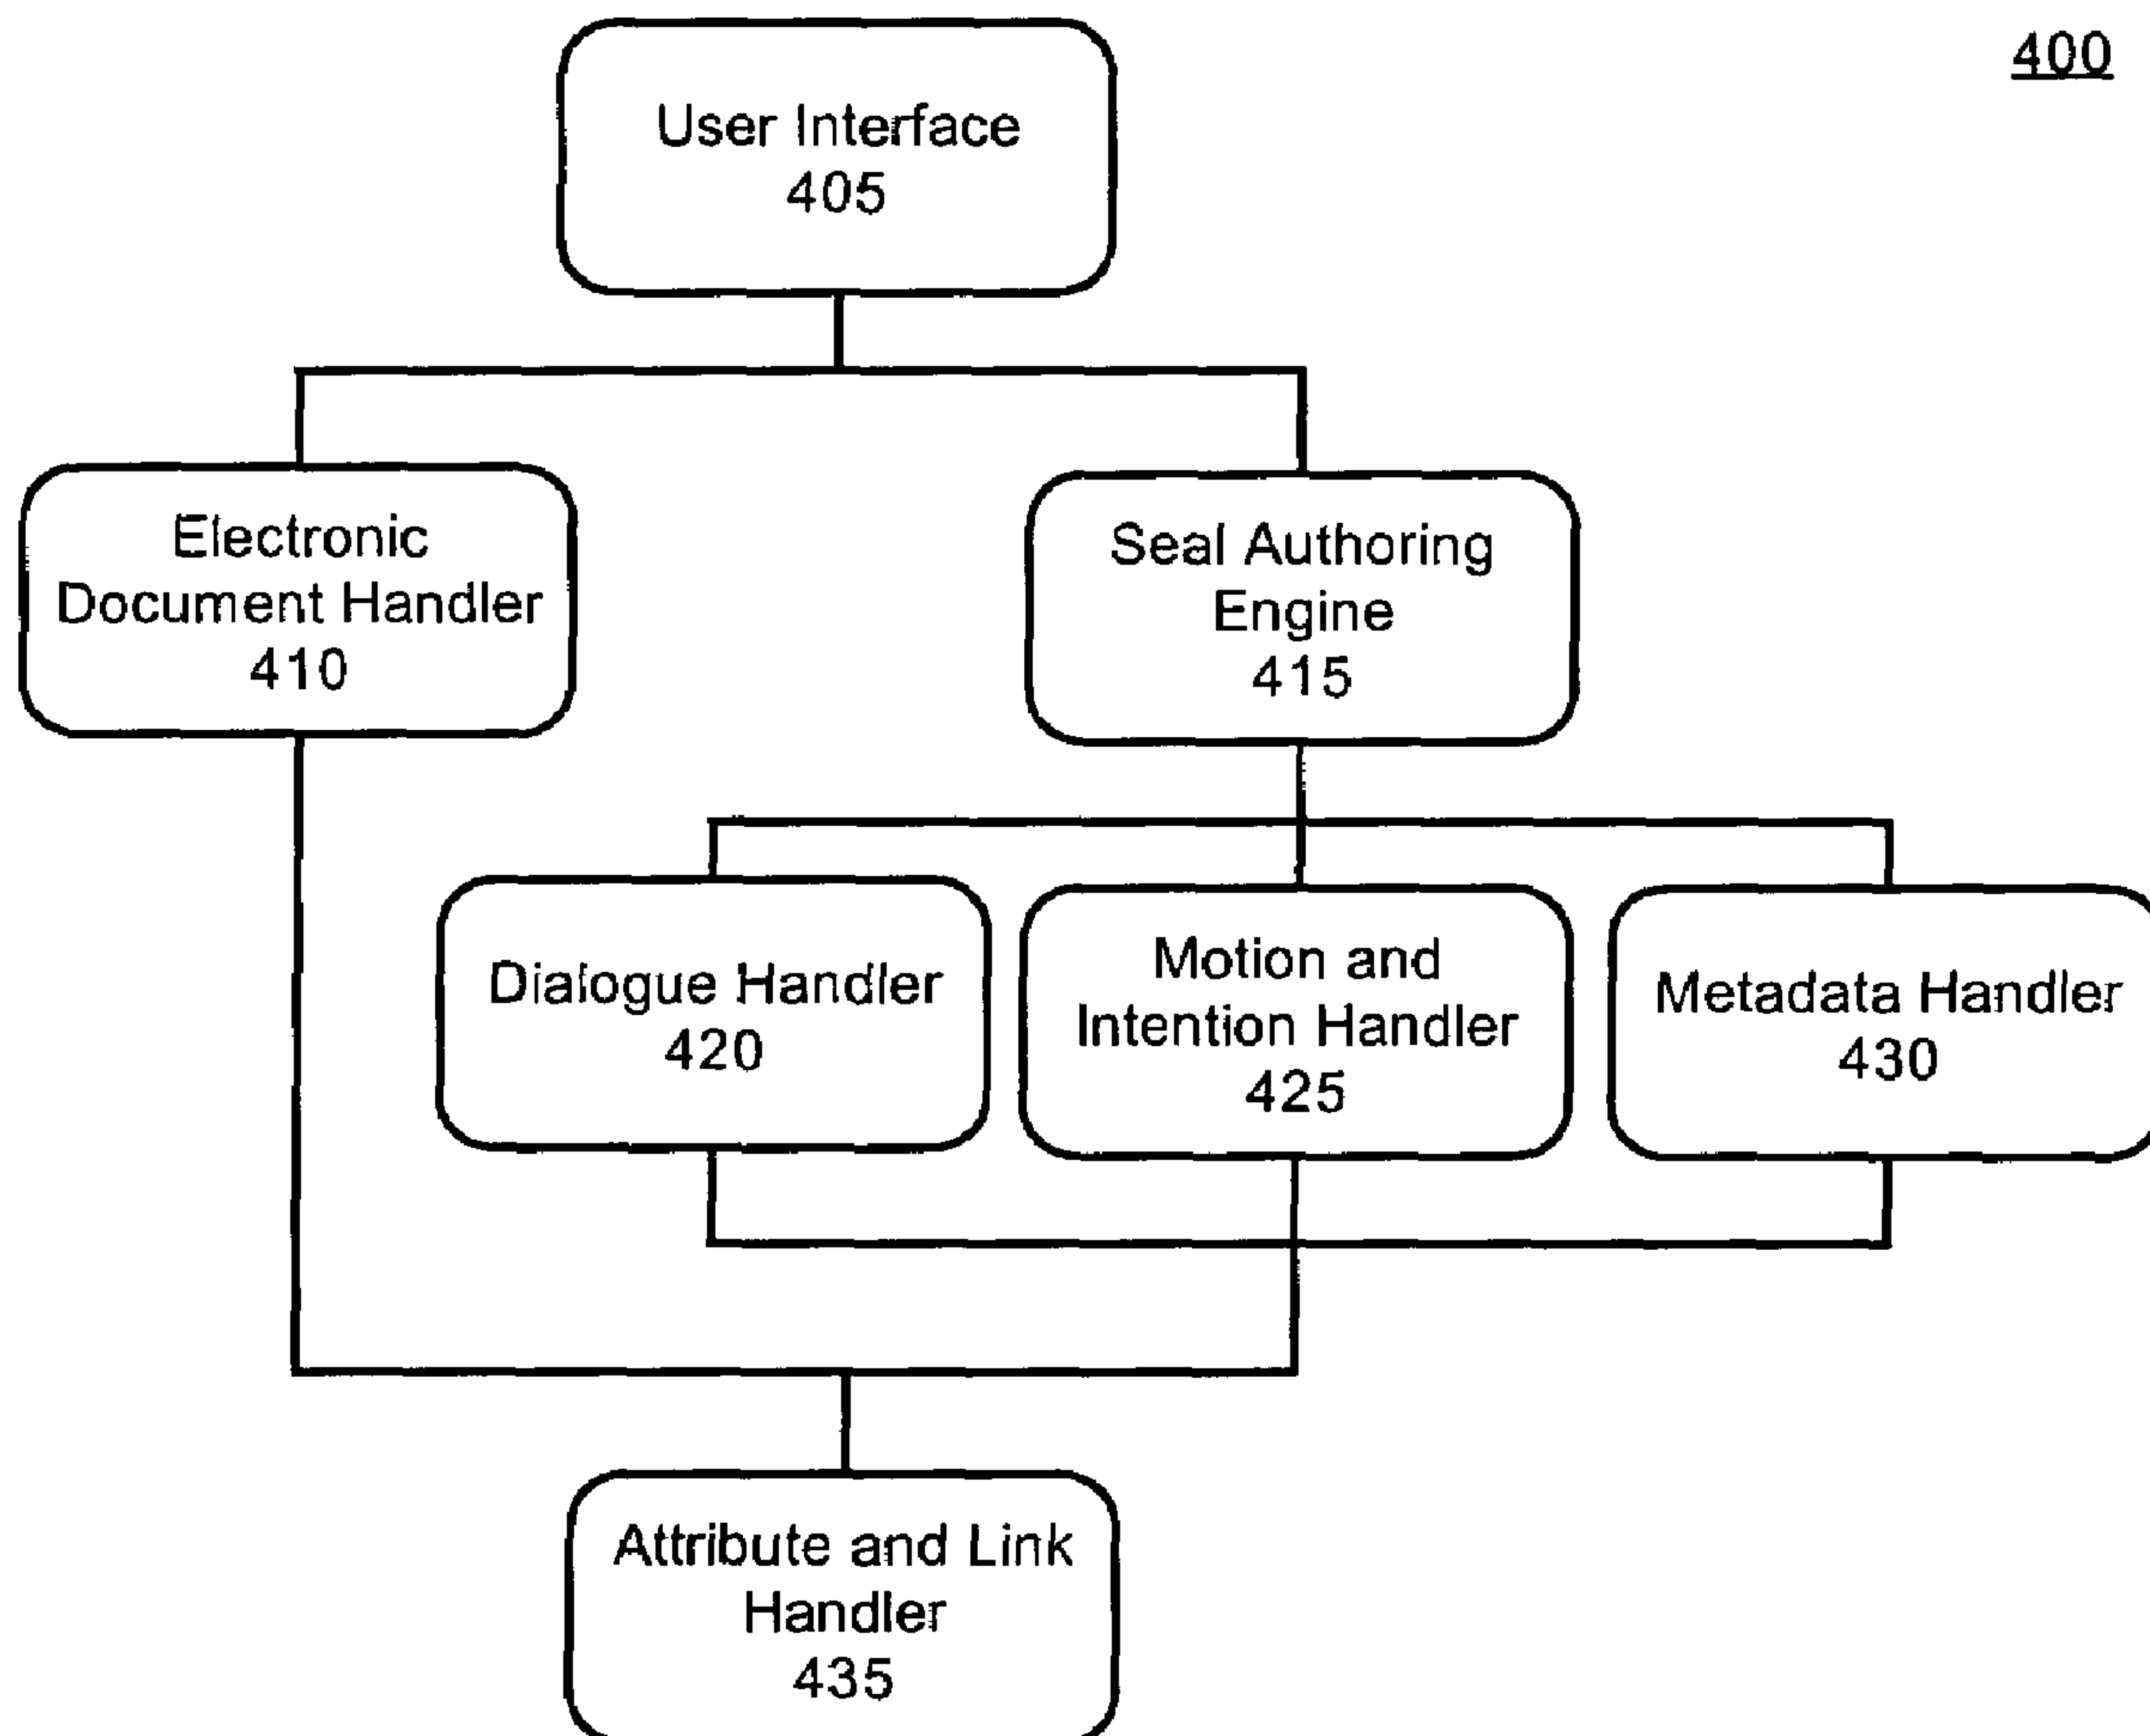 400
User Interface
405
Electronic
Document Handler
410
Seal Authoring
Engine
415
Dialogue Handler
420
Motion and
Intention Handler
425
Metadata Handler
430
Attribute and Link
Handler
435